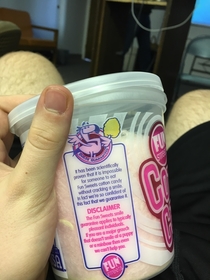 It has been scientifically
proven that it is impossible
for someone to eat
Fun Sweets cotton candy
without cracking a smile.
In fact we're so confident of
this fact that we guarantee it.
DISCLAIMER
The Fun Sweets smile
guarantee applies to
pleasant individuals.
If you are a major grouch
that doesn't smile at a puppy
or a rainbow then even
we can't help you.
FUN
FUN
C